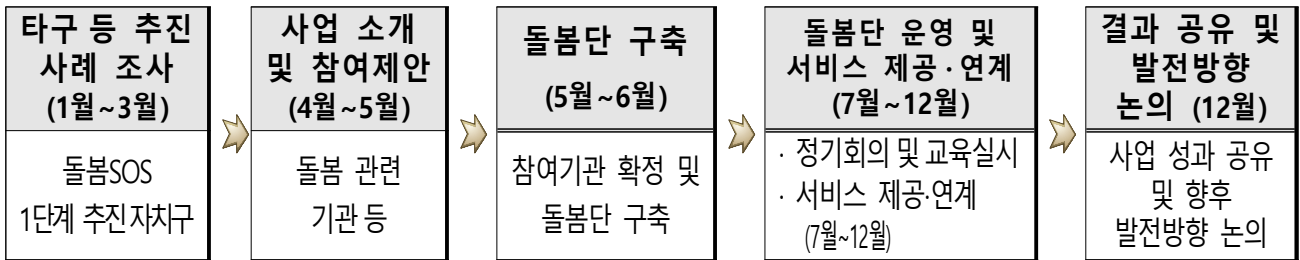 타구 등 추진
사례 조사
(1월~3월)
돌봄SOS
1단계 추진자치구
사업 소개
및 참여제안
(4월~5월)
돌봄 관련
기관 등
돌봄단 구축
(5월~6월)
참여기관 확정 및
돌봄단 구축
돌봄단 운영 및
서비스 제공·연계
(7월~12월)
· 정기회의 및 교육실시
· 서비스 제공·연계
(7월~12월)
결과 공유 및
발전방향
논의 (12월)
사업 성과 공유
및 향후
발전방향 논의